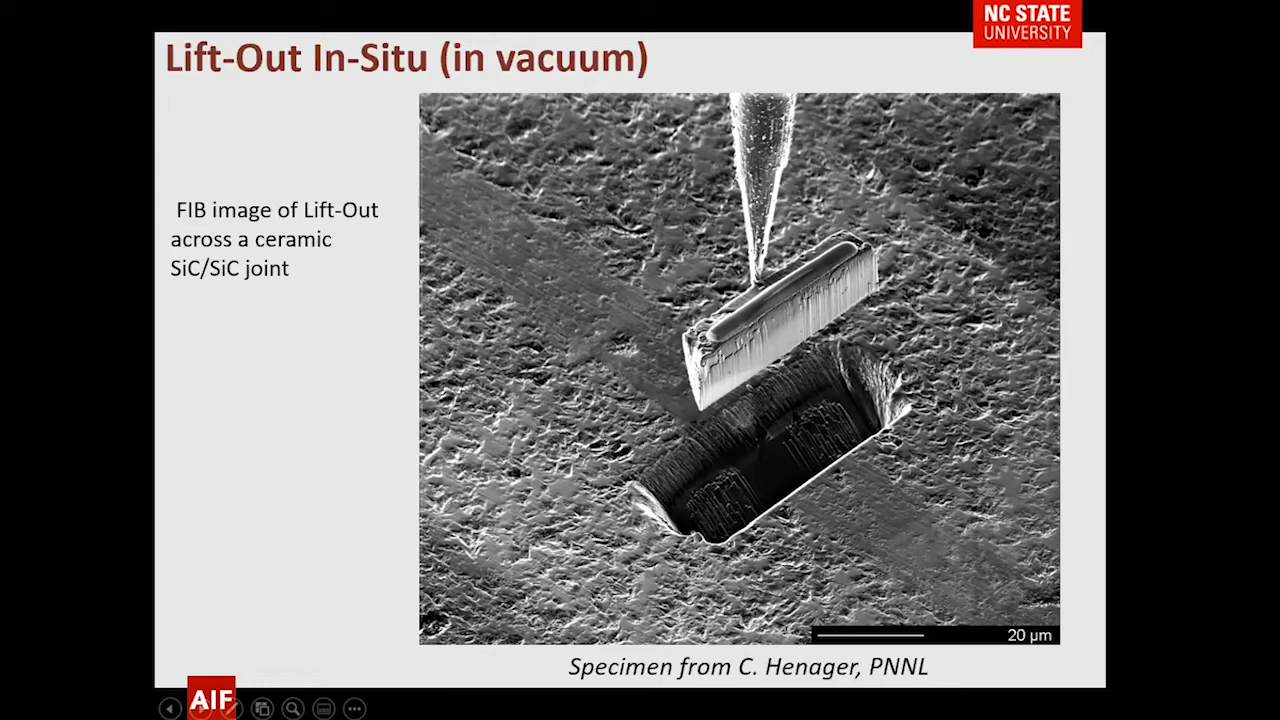 NC STATE
UNIVERSITY
Lift-Out In-Situ (in vacuum)
FIB image of Lift-Out
across a ceramic
SiC/SiC joint
20 µm
Specimen from C. Henager, PNNL
AIF